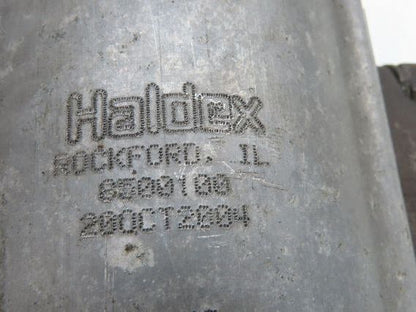 Haldex
ROCKFORD, IL
6500100
20OCT2004